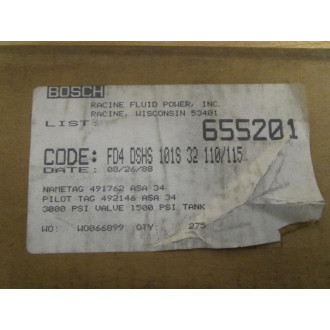 BOSCH
RACINE FLUID POWER, INC.
RACINE, WISCONSIN 53401
LIST: 655201
CODE: FD4 DSHS 101S 32 110/115
DATE: 08/26/88
NAMETAG 491762 ASA 34
PILOT TAG 492146 ASA 34
3000 PSI VALVE 1500 PSI TANK
WO: WO066899 QTY: 275